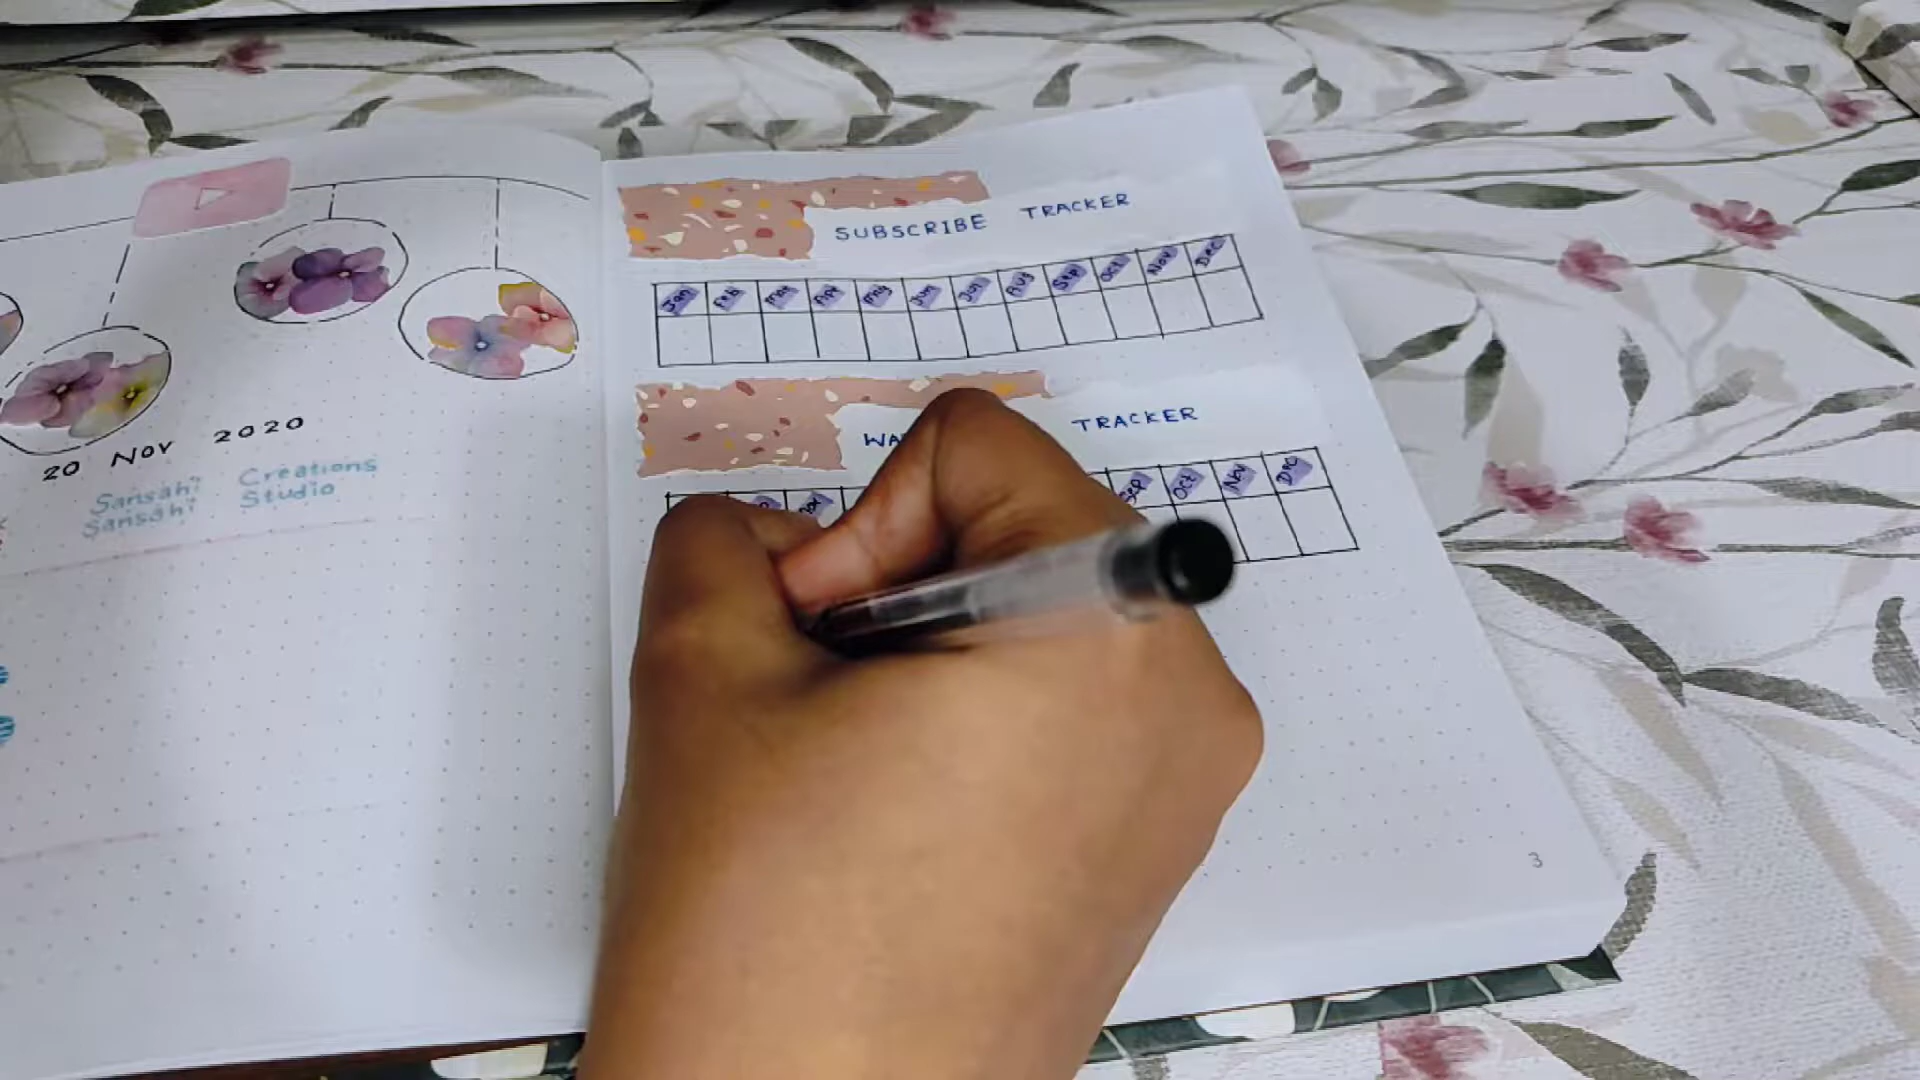 20 Nov 2020
Sansahi Creations
Sansahi Studio
SUBSCRIBE TRACKER
Jan Feb Mar Apr May Jun Jun Aug Sep Oct Nov Dec
TRACKER
Sep Oct Nov Dec
3